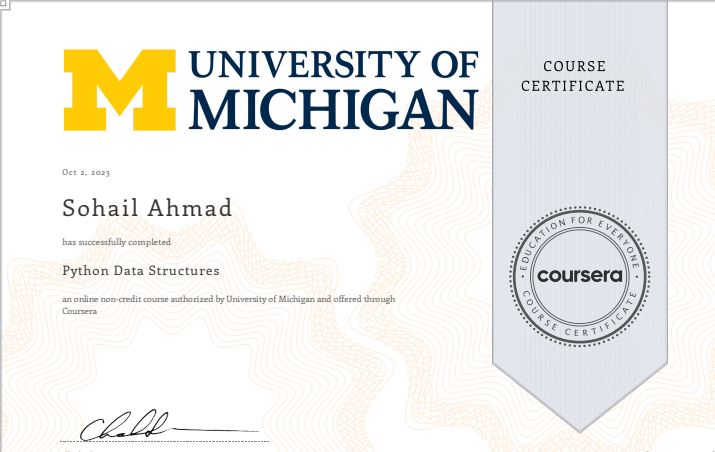 UNIVERSITY OF
MICHIGAN
COURSE
CERTIFICATE
Oct 2, 2023
Sohail Ahmad
has successfully completed
Python Data Structures
an online non-credit course authorized by University of Michigan and offered through
Coursera
EDUCATION FOR EVERYONE
coursera
COURSE CERTIFICATE